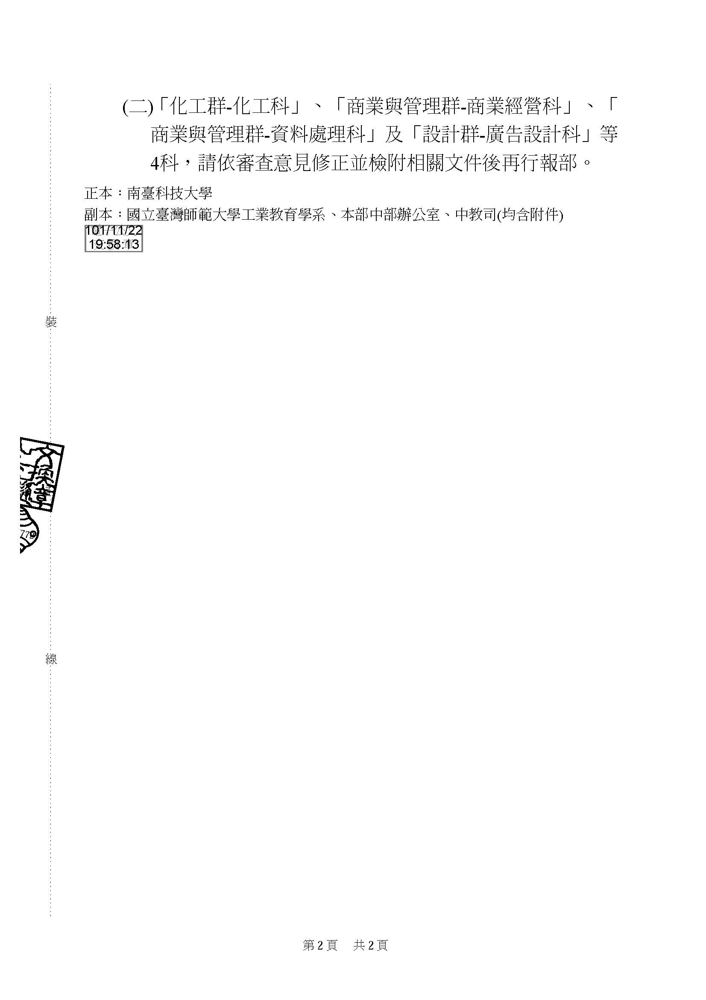 (二)「化工群-化工科」、「商業與管理群-商業經營科」、「
商業與管理群-資料處理科」及「設計群-廣告設計科」等
4科，請依審查意見修正並檢附相關文件後再行報部。
正本：南臺科技大學
副本：國立臺灣師範大學工業教育學系、本部中部辦公室、中教司(均含附件)
101/11/22
19:58:13
裝
文
換
章
線
第2頁 共2頁